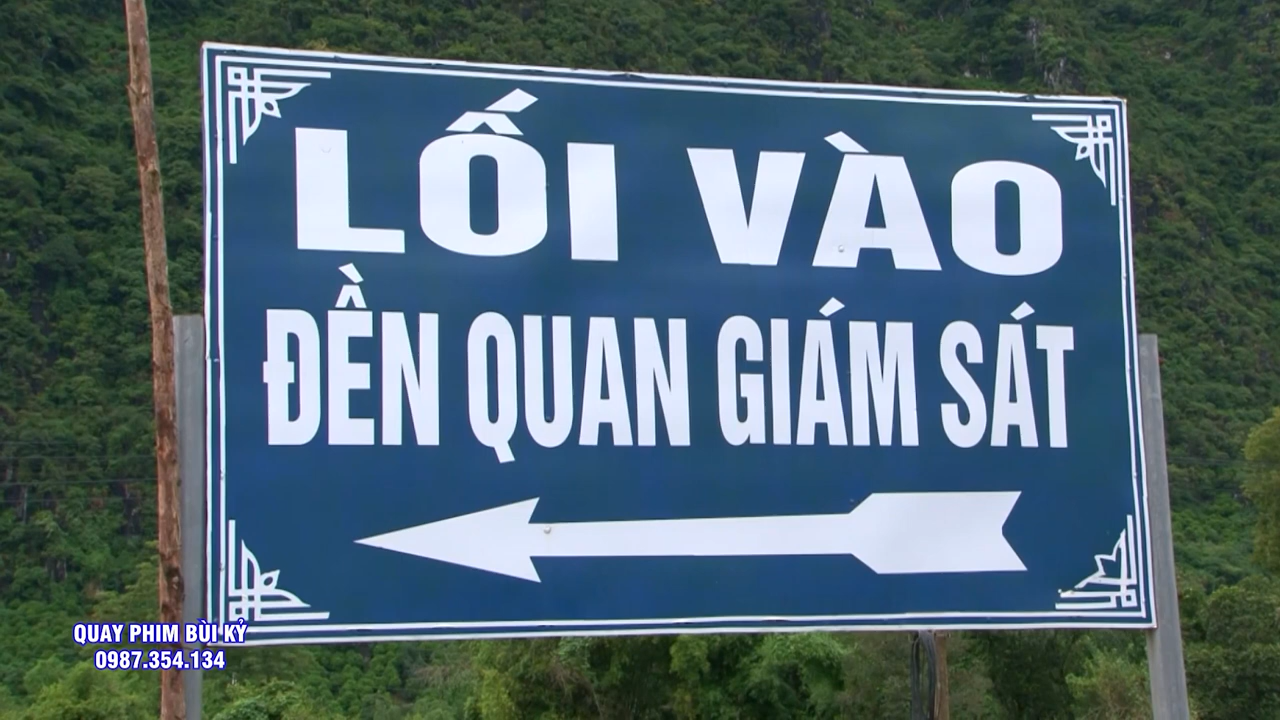 LỐI VÀO
ĐỀN QUAN GIÁM SÁT
QUAY PHIM BÙI KỶ
0987.354.134